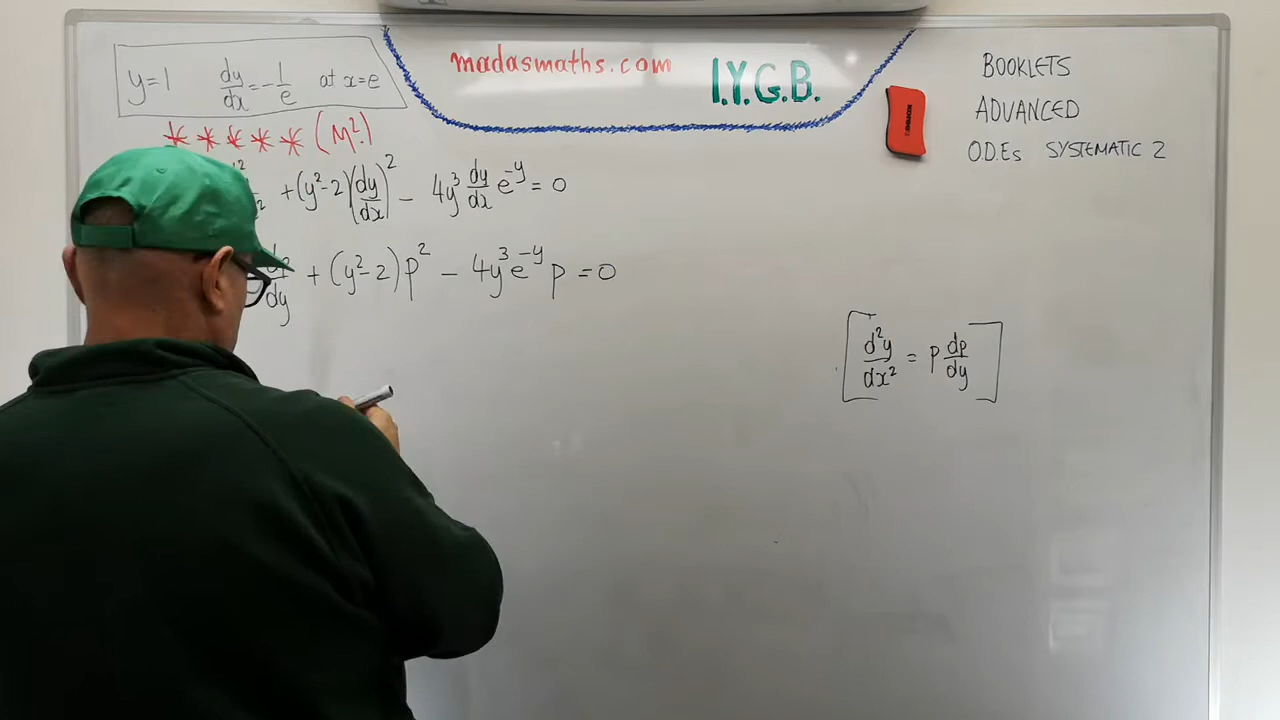 y=1 dy/dx=-1/e at x=e
madasmaths.com
I.Y.G.B.
BOOKLETS
ADVANCED
O.D.Es SYSTEMATIC 2
***** (M²)
+(y²-2)(dy/dx)² - 4y³ dy/dx e^-y = 0
dp/dy + (y²-2)p² - 4y³e^-y p = 0
[d²y/dx² = p dp/dy]